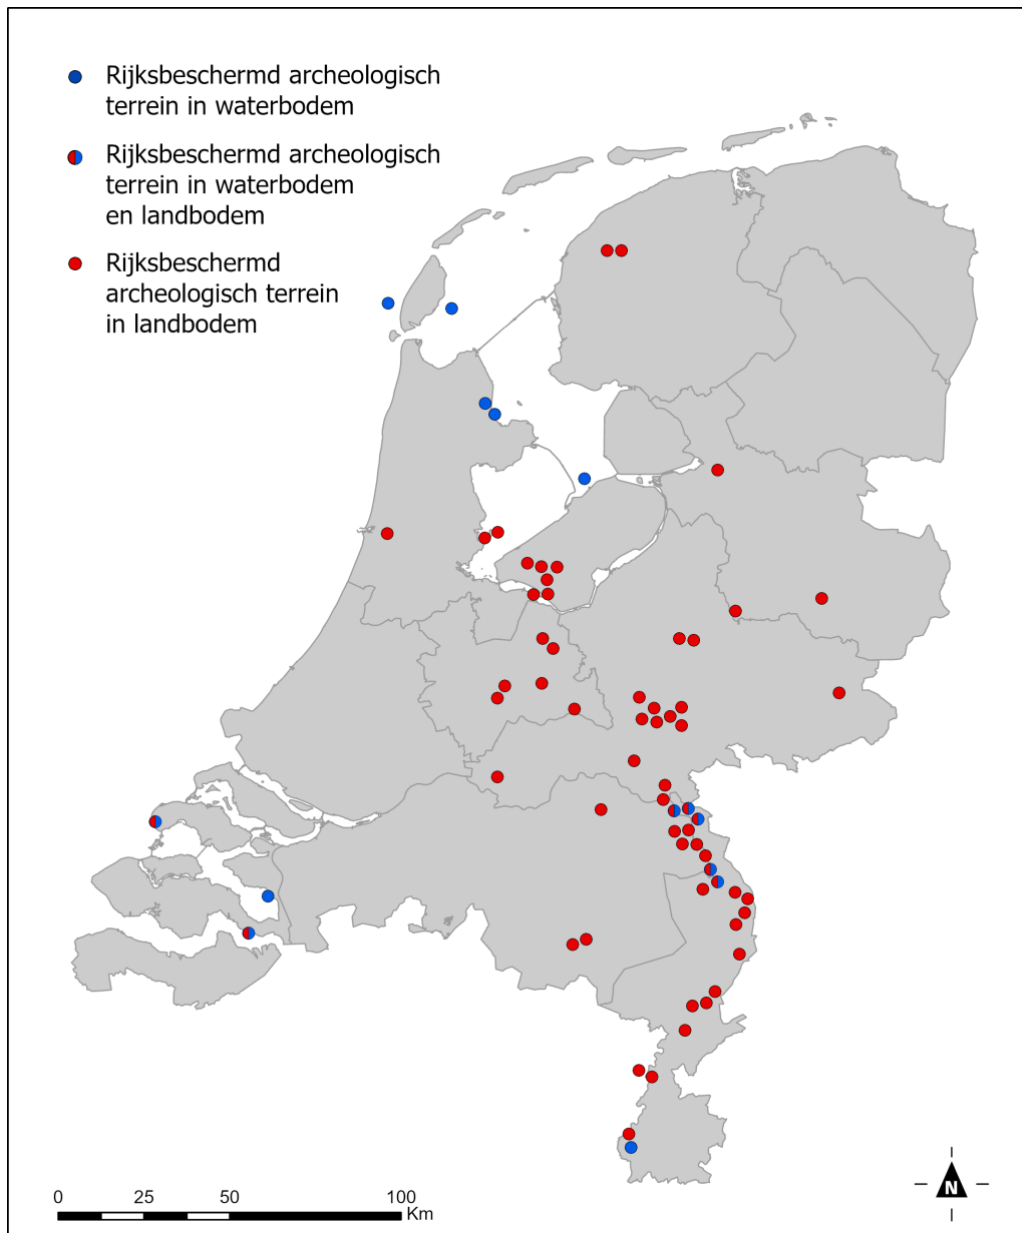 Rijksbeschermd archeologisch
terrein in waterbodem
Rijksbeschermd archeologisch
terrein in waterbodem
en landbodem
Rijksbeschermd
archeologisch terrein
in landbodem
0 25 50 100
Km
N